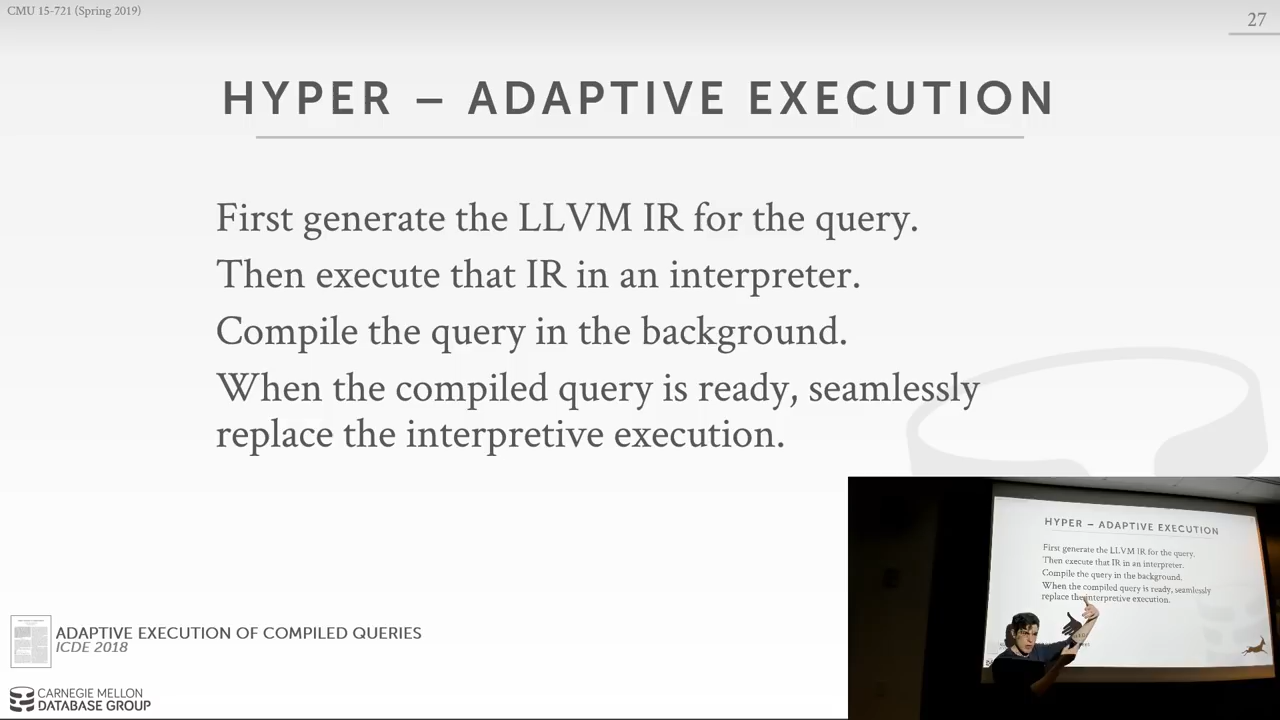 CMU 15-721 (Spring 2019)
27
HYPER – ADAPTIVE EXECUTION
First generate the LLVM IR for the query.
Then execute that IR in an interpreter.
Compile the query in the background.
When the compiled query is ready, seamlessly
replace the interpretive execution.
HYPER – ADAPTIVE EXECUTION
First generate the LLVM IR for the query.
Then execute that IR in an interpreter.
Compile the query in the background.
When the compiled query is ready, seamlessly
replace the interpretive execution.
ADAPTIVE EXECUTION OF COMPILED QUERIES
ICDE 2018
CARNEGIE MELLON
DATABASE GROUP